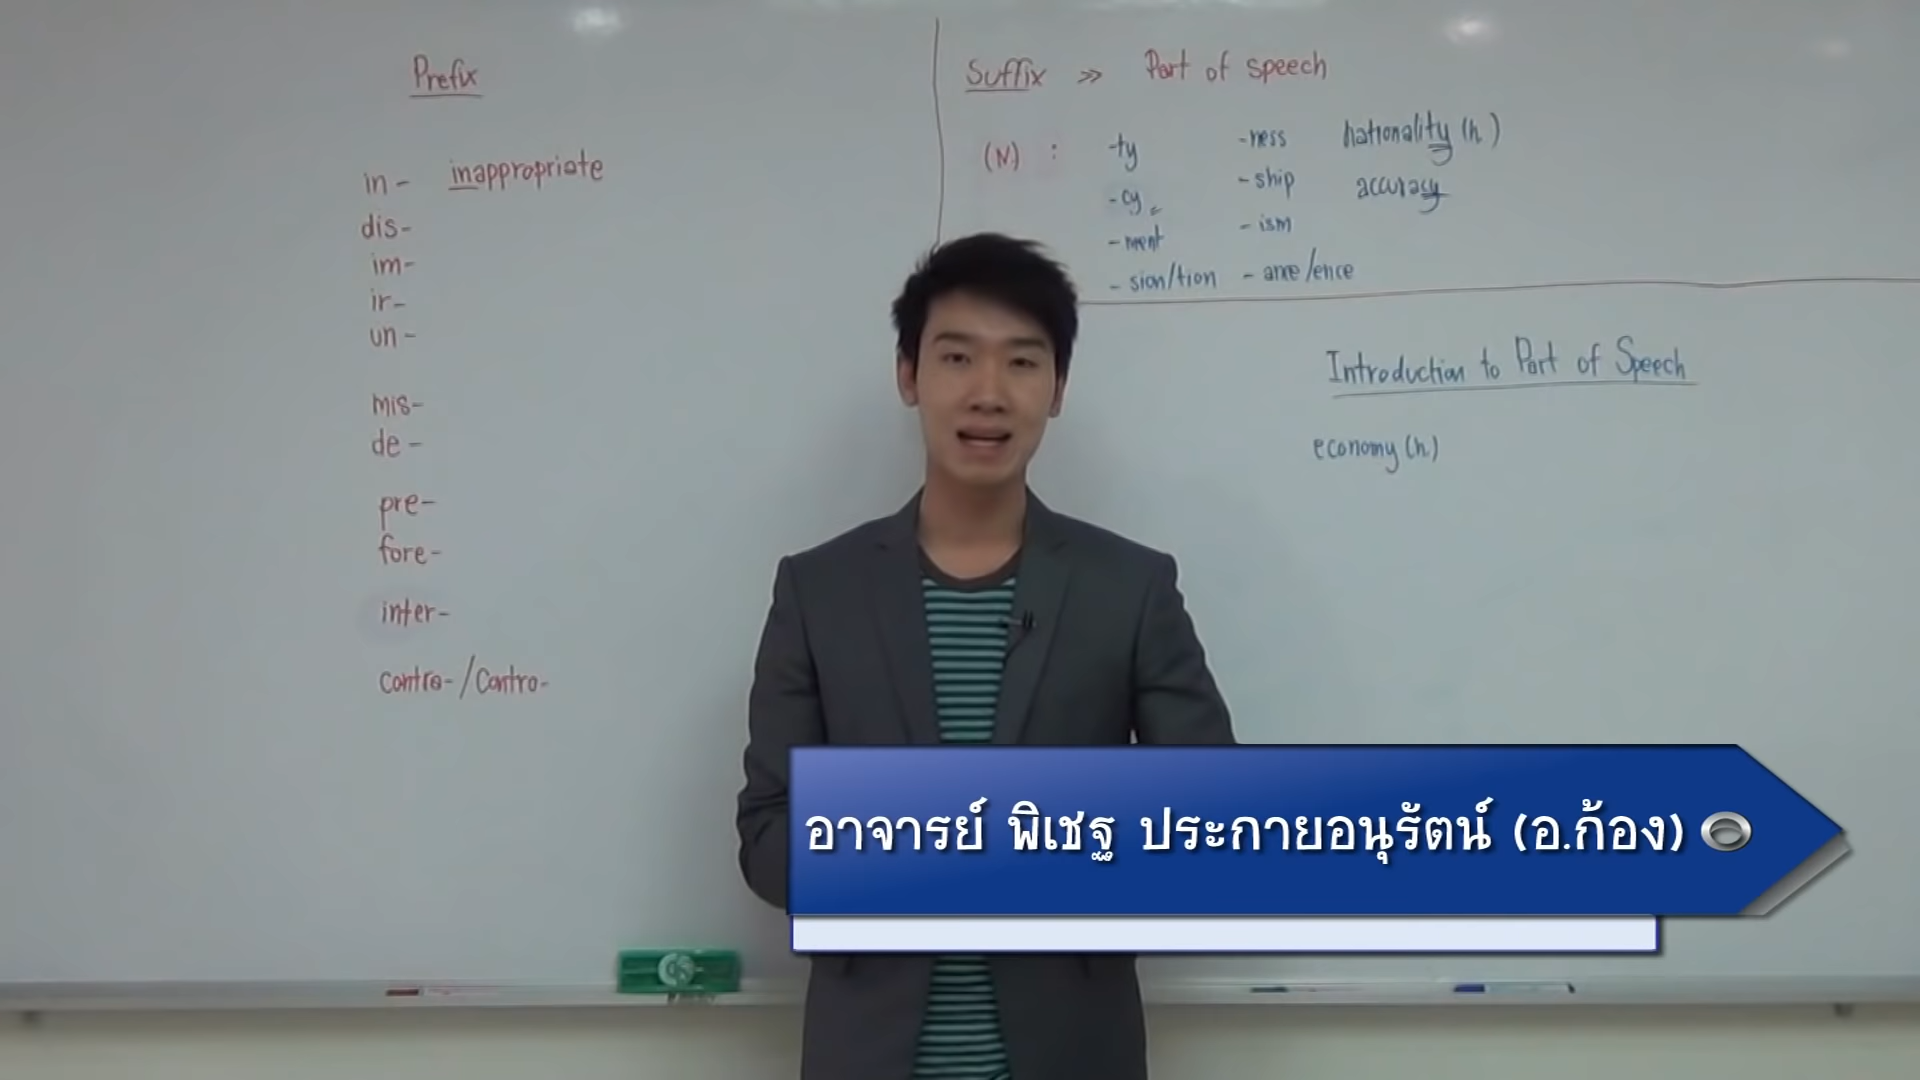 Prefix
in- inappropriate
dis-
im-
ir-
un-
mis-
de-
pre-
fore-
inter-
contra-/Contro-
Suffix >> Part of speech
(N) : -ty -ness nationality (n.)
-cy -ship accuracy
-ment -ism
- sion/tion - ance/ence
Introduction to Part of Speech
economy (n.)
อาจารย์ พิเชฐ ประกายอนุรัตน์ (อ.ก้อง)